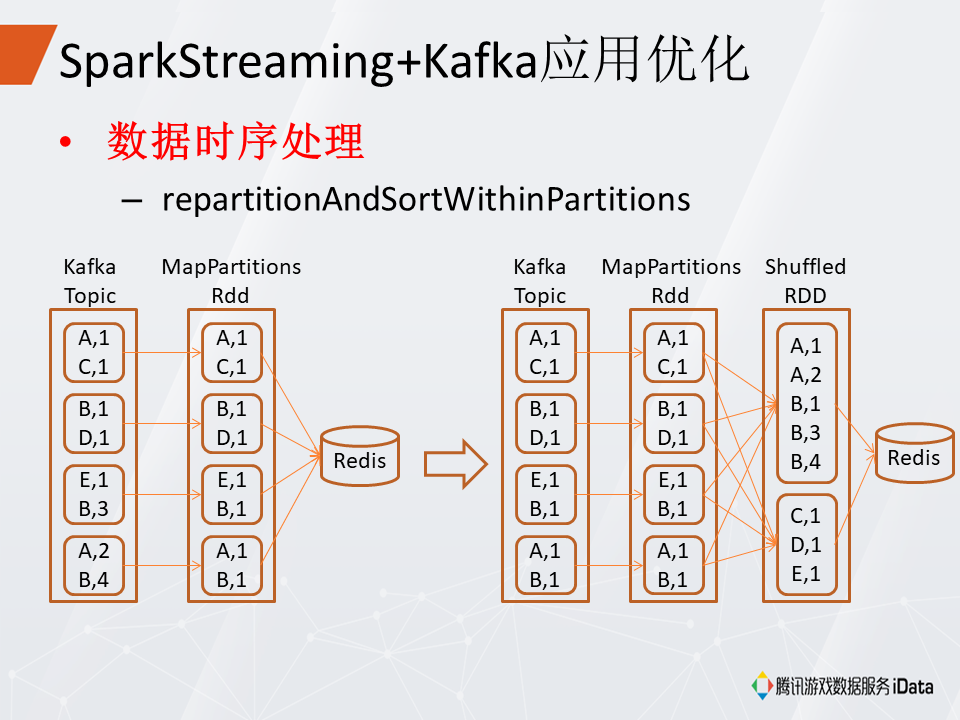 SparkStreaming+Kafka应用优化
• 数据时序处理
– repartitionAndSortWithinPartitions
Kafka
Topic
A,1
C,1
B,1
D,1
E,1
B,3
A,2
B,4
MapPartitions
Rdd
A,1
C,1
B,1
D,1
E,1
B,1
A,1
B,1
Redis
Kafka
Topic
A,1
C,1
B,1
D,1
E,1
B,1
A,1
B,1
MapPartitions
Rdd
A,1
C,1
B,1
D,1
E,1
B,1
A,1
B,1
Shuffled
RDD
A,1
A,2
B,1
B,3
B,4
C,1
D,1
E,1
Redis
腾讯游戏数据服务 iData